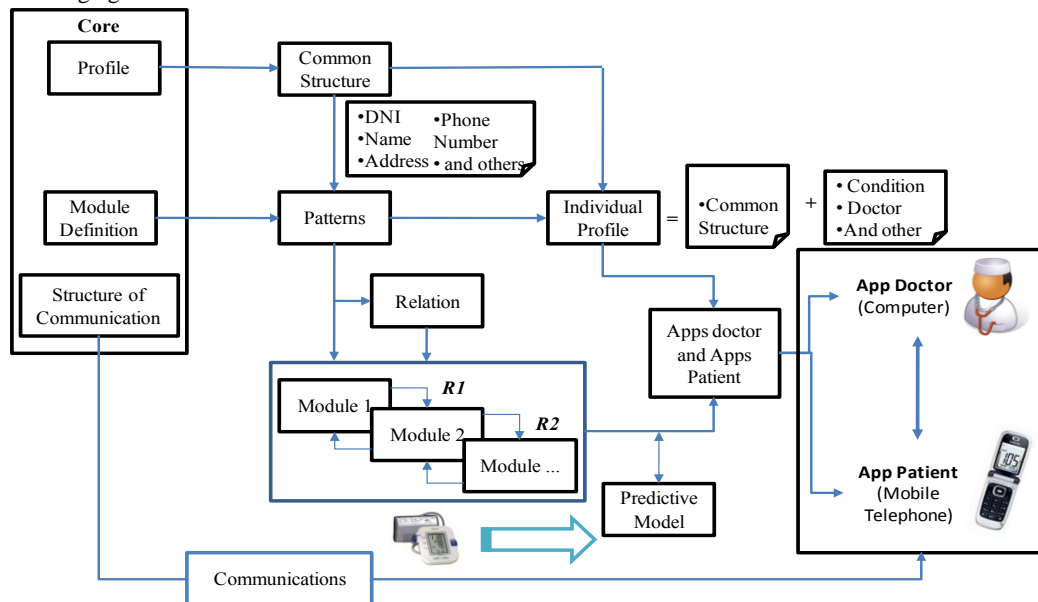 Core
Profile
Common
Structure
•DNI
•Name
•Address
•Phone
Number
• and others
Module
Definition
Patterns
Individual
Profile
=
•Common
Structure
+
• Condition
• Doctor
•And other
Structure of
Communication
Relation
Apps doctor
and Apps
Patient
App Doctor
(Computer)
R1
Module 1
R2
Module 2
Module ...
Predictive
Model
App Patient
(Mobile
Telephone)
105
Communications